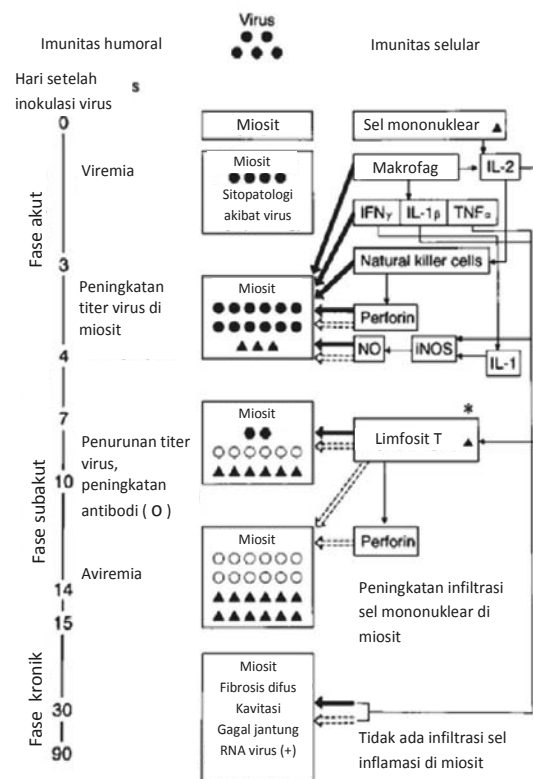 Virus
Imunitas humoral
Imunitas selular
Hari setelah
inokulasi virus
s
0
Miosit
Sel mononuklear ▲
Fase akut
Viremia
Miosit
Sitopatologi
akibat virus
Makrofag
IL-2
IFNγ
IL-1β
TNFα
3
Natural killer cells
Peningkatan
titer virus di
miosit
Miosit
Perforin
4
NO
iNOS
IL-1
7
*
Fase subakut
Penurunan titer
virus,
peningkatan
antibodi ( O )
Miosit
Limfosit T ▲
10
Aviremia
Miosit
Perforin
14
15
Peningkatan infiltrasi
sel mononuklear di
miosit
Fase kronik
30
90
Miosit
Fibrosis difus
Kavitasi
Gagal jantung
RNA virus (+)
Tidak ada infiltrasi sel
inflamasi di miosit